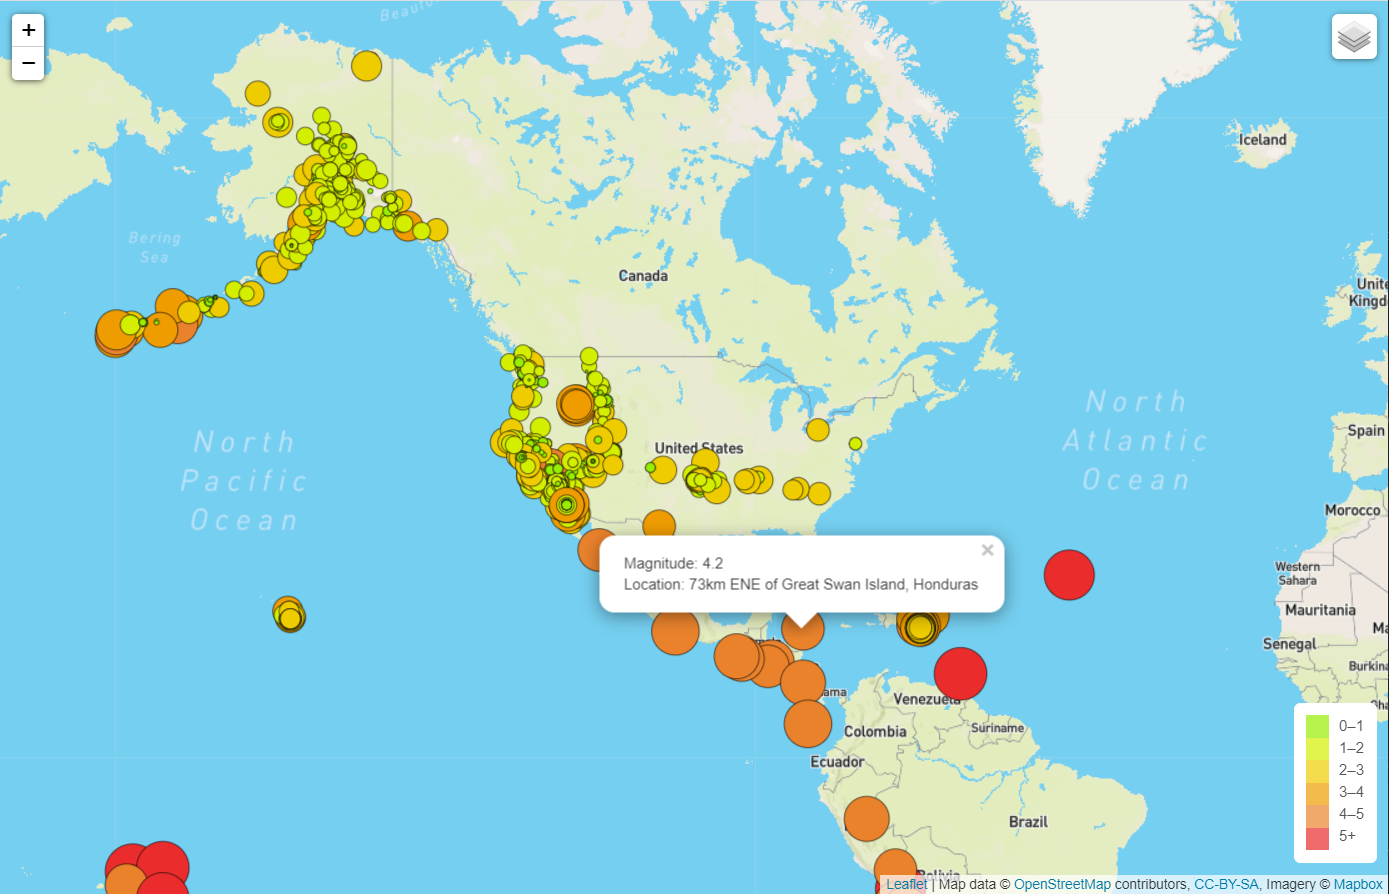 +
−
Beaufo
Iceland
Bering
Sea
Canada
Unite
Kingd
North
Atlantic
Ocean
North
Pacific
Ocean
United States
Spain
Morocco
Western
Sahara
Mauritania
Ma
Senegal
Burkina
Gha
Magnitude: 4.2
Location: 73km ENE of Great Swan Island, Honduras
×
ama
Venezuela
Suriname
Colombia
Ecuador
Brazil
Bolivia
0–1
1–2
2–3
3–4
4–5
5+
Leaflet | Map data © OpenStreetMap contributors, CC-BY-SA, Imagery © Mapbox